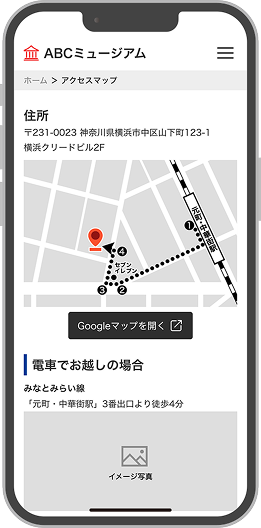 ABCミュージアム
ホーム > アクセスマップ
住所
〒231-0023 神奈川県横浜市中区山下町123-1
横浜クリードビル2F
元町・中華街駅
1
4
セブン
イレブン
3 2
Googleマップを開く
電車でお越しの場合
みなとみらい線
「元町・中華街駅」3番出口より徒歩4分
イメージ写真